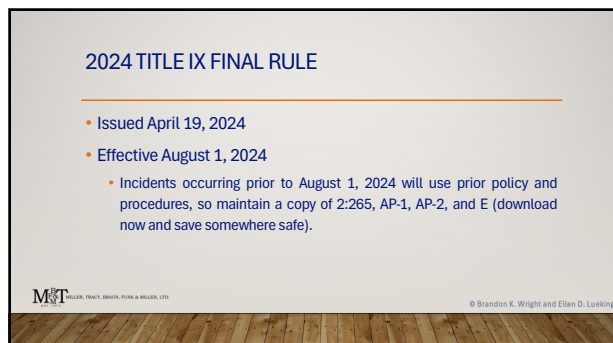 2024 TITLE IX FINAL RULE
• Issued April 19, 2024
• Effective August 1, 2024
• Incidents occurring prior to August 1, 2024 will use prior policy and
procedures, so maintain a copy of 2:265, AP-1, AP-2, and E (download
now and save somewhere safe).
MILLER, TRACY, BRAUN, FUNK & MILLER, LTD.
© Brandon K. Wright and Ellen D. Lueking